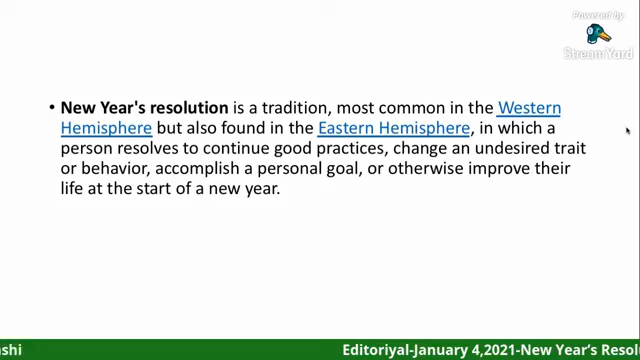 Powered by
StreamYard
• New Year's resolution is a tradition, most common in the Western
Hemisphere but also found in the Eastern Hemisphere, in which a
person resolves to continue good practices, change an undesired trait
or behavior, accomplish a personal goal, or otherwise improve their
life at the start of a new year.
ashi Editoriyal-January 4,2021-New Year's Resolu